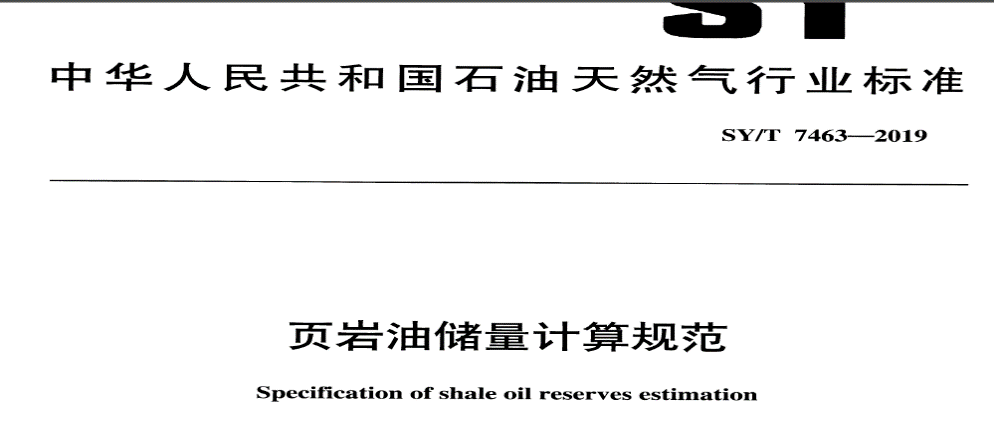 SY
中华人民共和国石油天然气行业标准
SY/T 7463—2019
页岩油储量计算规范
Specification of shale oil reserves estimation